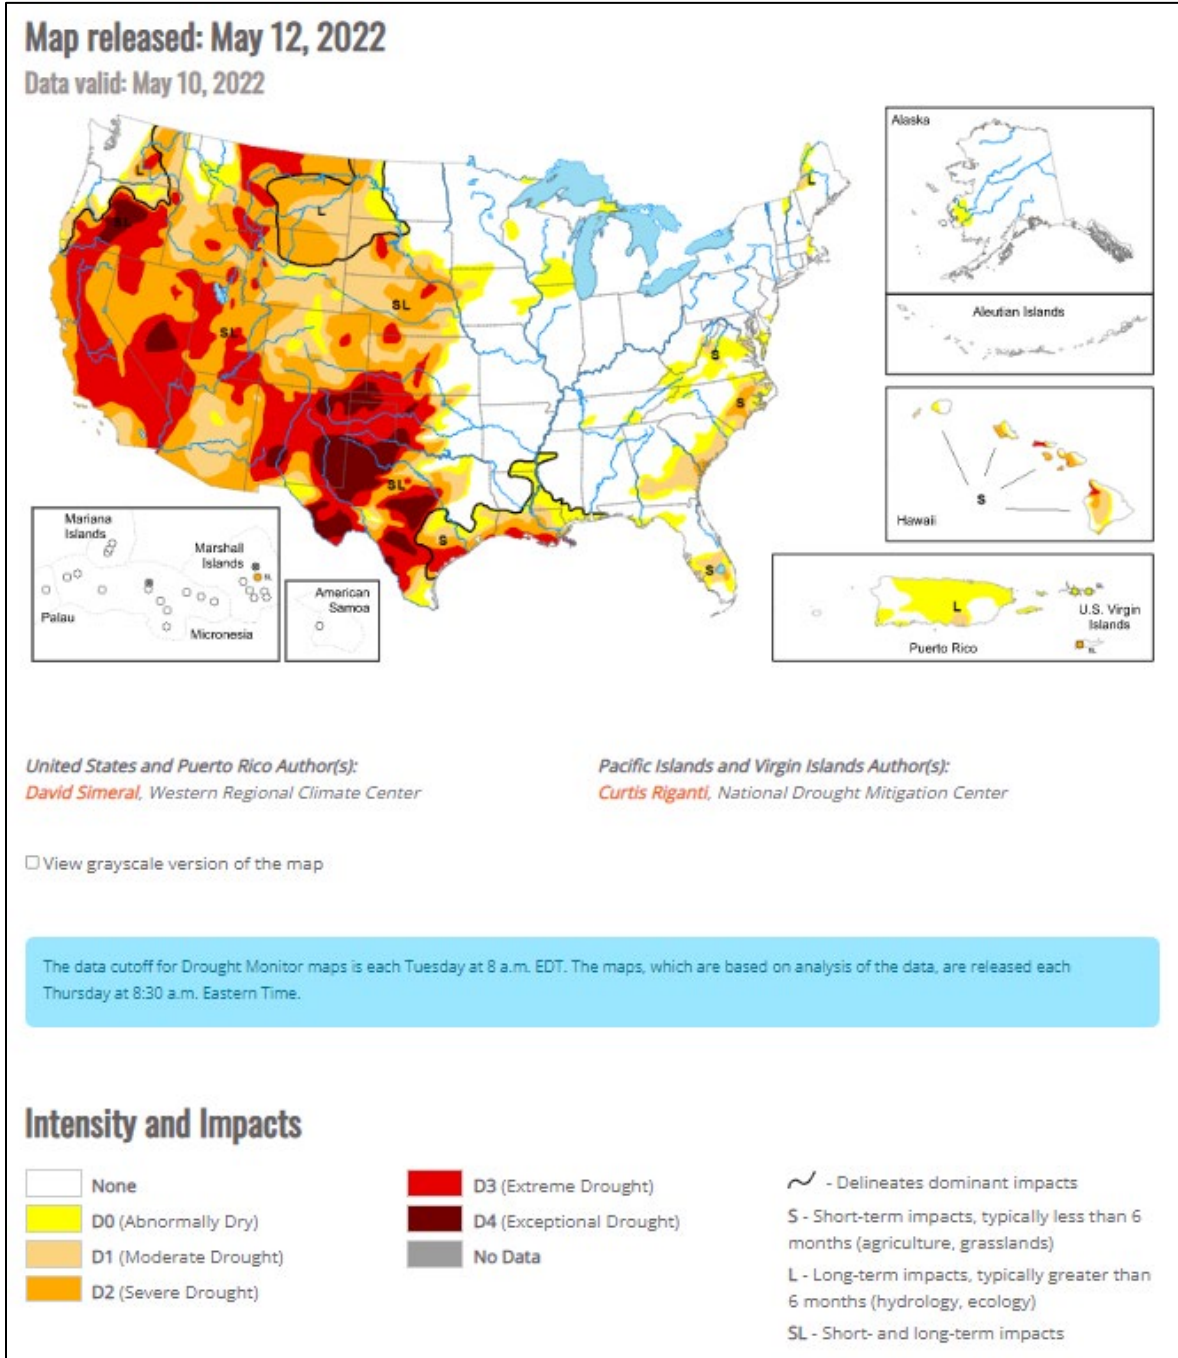 Map released: May 12, 2022
Data valid: May 10, 2022
Alaska
Aleutian Islands
L
L
SL
L
SL
SL
S
S
SL
S
S
S
Hawaii
Mariana
Islands
Marshall
Islands
SL
Palau
Micronesia
American
Samoa
L
U.S. Virgin
Islands
SL
Puerto Rico
United States and Puerto Rico Author(s):
David Simeral, Western Regional Climate Center
Pacific Islands and Virgin Islands Author(s):
Curtis Riganti, National Drought Mitigation Center
View grayscale version of the map
The data cutoff for Drought Monitor maps is each Tuesday at 8 a.m. EDT. The maps, which are based on analysis of the data, are released each
Thursday at 8:30 a.m. Eastern Time.
Intensity and Impacts
None
D0 (Abnormally Dry)
D1 (Moderate Drought)
D2 (Severe Drought)
D3 (Extreme Drought)
D4 (Exceptional Drought)
No Data
- Delineates dominant impacts
S - Short-term impacts, typically less than 6
months (agriculture, grasslands)
L - Long-term impacts, typically greater than
6 months (hydrology, ecology)
SL - Short- and long-term impacts